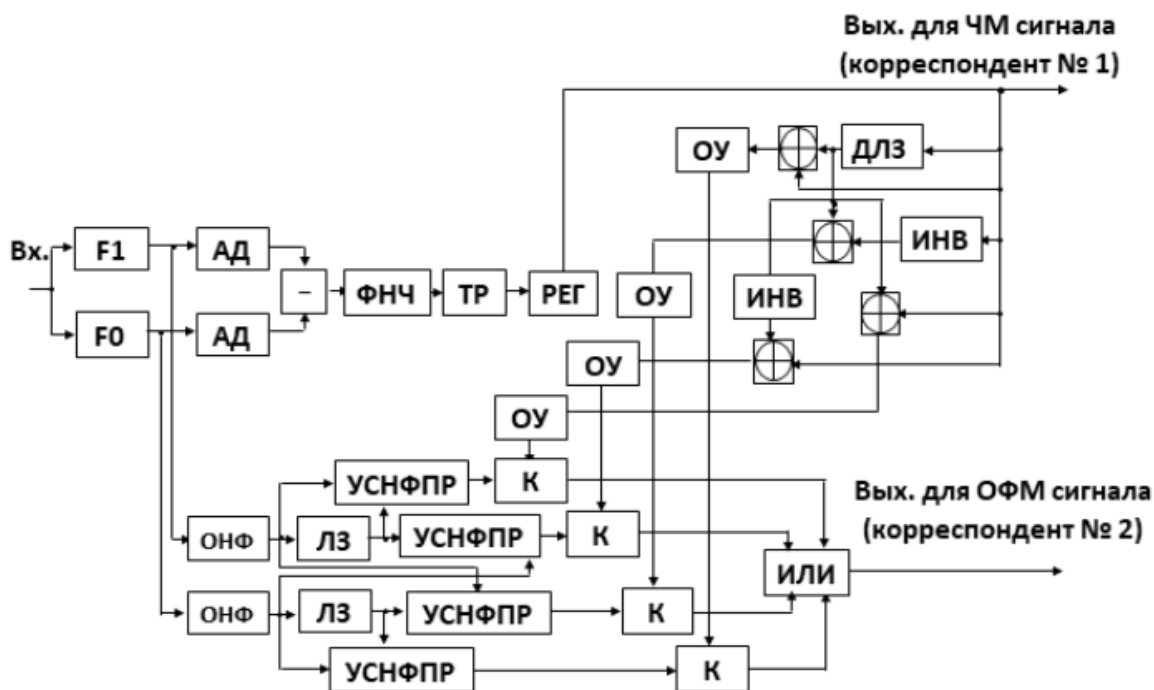 Вых. для ЧМ сигнала
(корреспондент № 1)
ОУ
ДЛЗ
Вх.
F1
АД
ИНВ
–
ФНЧ
ТР
РЕГ
ОУ
ИНВ
F0
АД
ОУ
ОУ
УСНФПР
К
Вых. для ОФМ сигнала
(корреспондент № 2)
ОНФ
ЛЗ
УСНФПР
К
ИЛИ
ОНФ
ЛЗ
УСНФПР
К
УСНФПР
К